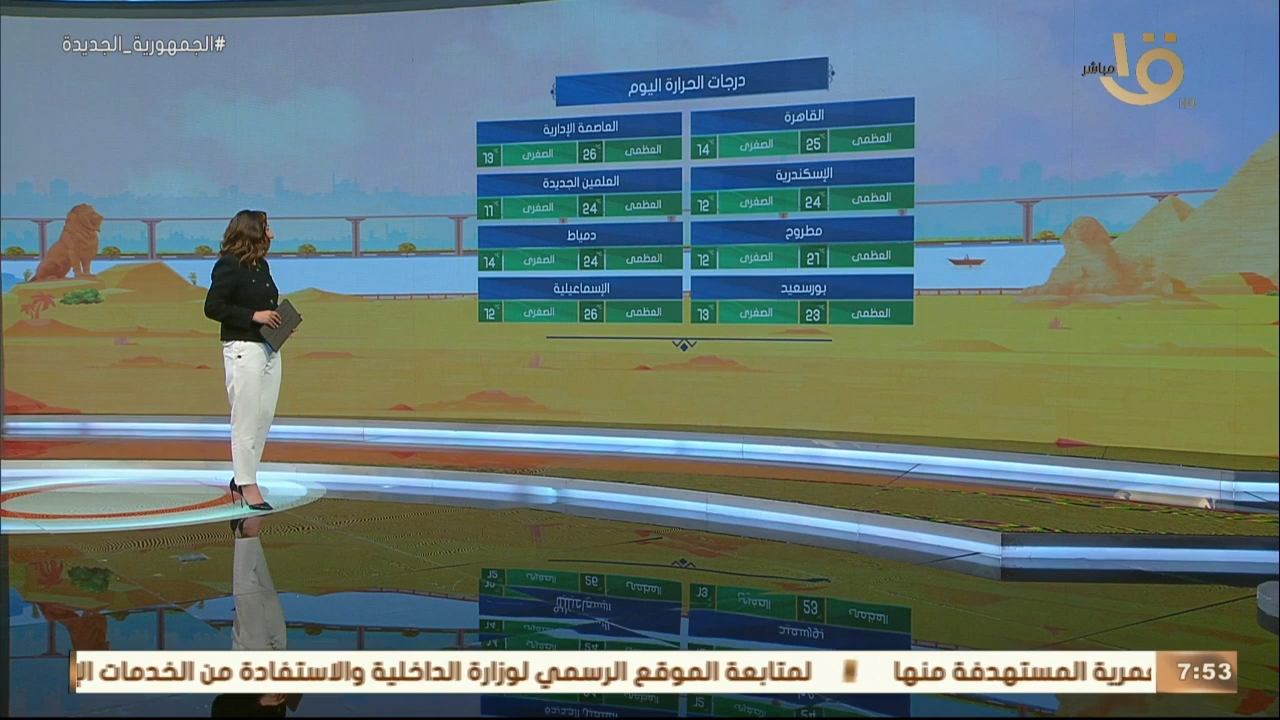 #الجمهورية_الجديدة
مباشر
HD
درجات الحرارة اليوم
القاهرة
العظمى 25 الصغرى 14
العاصمة الإدارية
العظمى 26 الصغرى 13
الإسكندرية
العظمى 24 الصغرى 12
العلمين الجديدة
العظمى 24 الصغرى 11
مطروح
العظمى 21 الصغرى 12
دمياط
العظمى 24 الصغرى 14
بورسعيد
العظمى 23 الصغرى 13
الإسماعيلية
العظمى 26 الصغرى 12
عمرية المستهدفة منها لمتابعة الموقع الرسمي لوزارة الداخلية والاستفادة من الخدمات
7:53